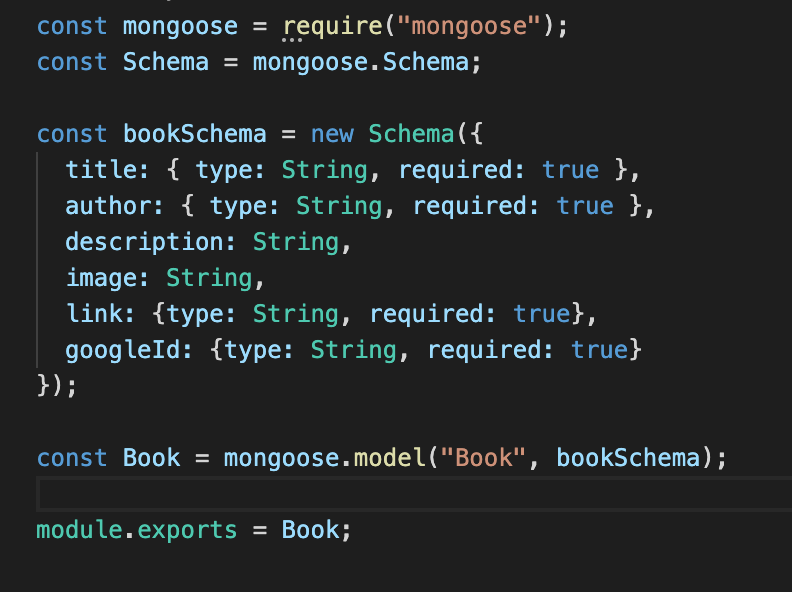 const mongoose = require("mongoose");
const Schema = mongoose.Schema;

const bookSchema = new Schema({
  title: { type: String, required: true },
  author: { type: String, required: true },
  description: String,
  image: String,
  link: {type: String, required: true},
  googleId: {type: String, required: true}
});

const Book = mongoose.model("Book", bookSchema);

module.exports = Book;